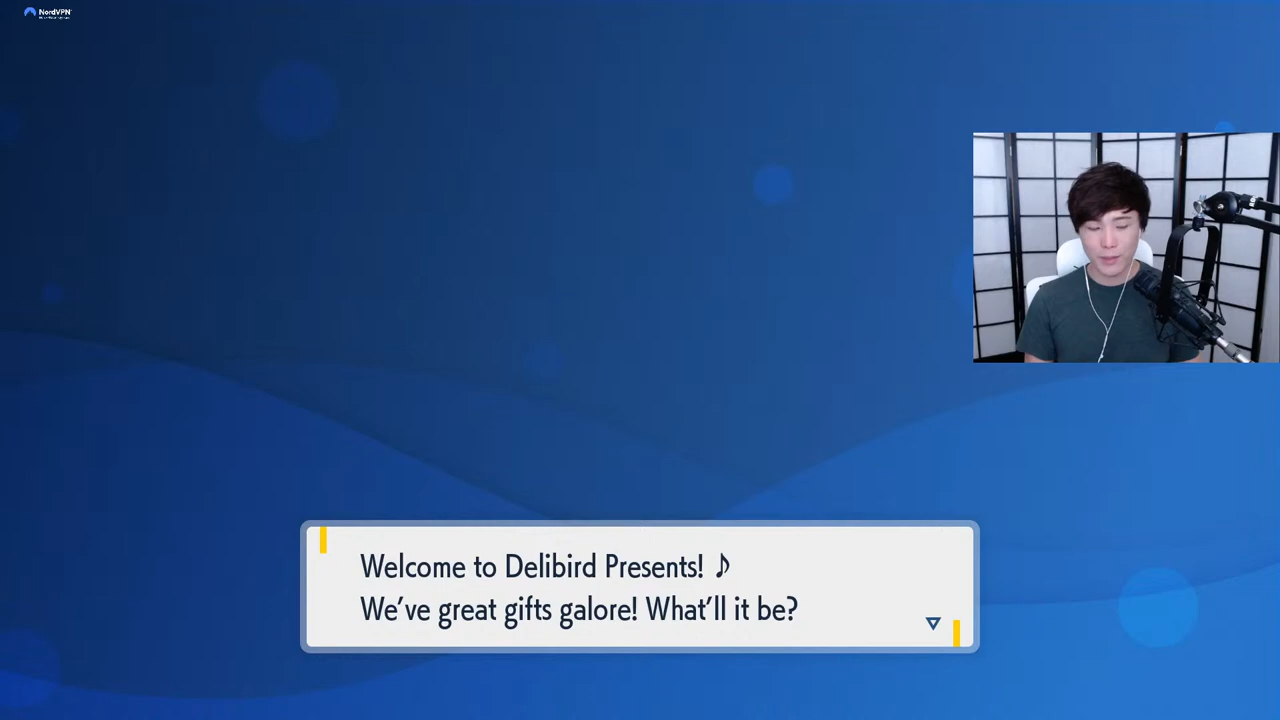 NordVPN
Welcome to Delibird Presents! ♪
We've great gifts galore! What'll it be?